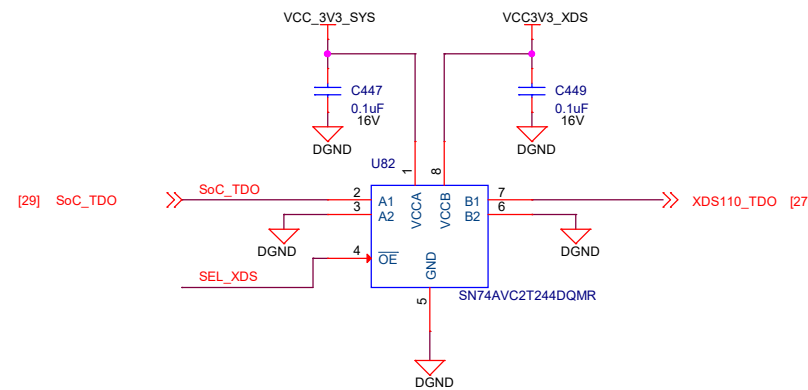 VCC_3V3_SYS
VCC3V3_XDS
C447
0.1uF
16V
C449
0.1uF
16V
DGND
DGND
U82
1
8
[29] SoC_TDO
SoC_TDO
2
3
A1
A2
VCCA
VCCB
B1
B2
7
6
XDS110_TDO [27
DGND
DGND
4
OE
GND
SEL_XDS
5
SN74AVC2T244DQMR
DGND